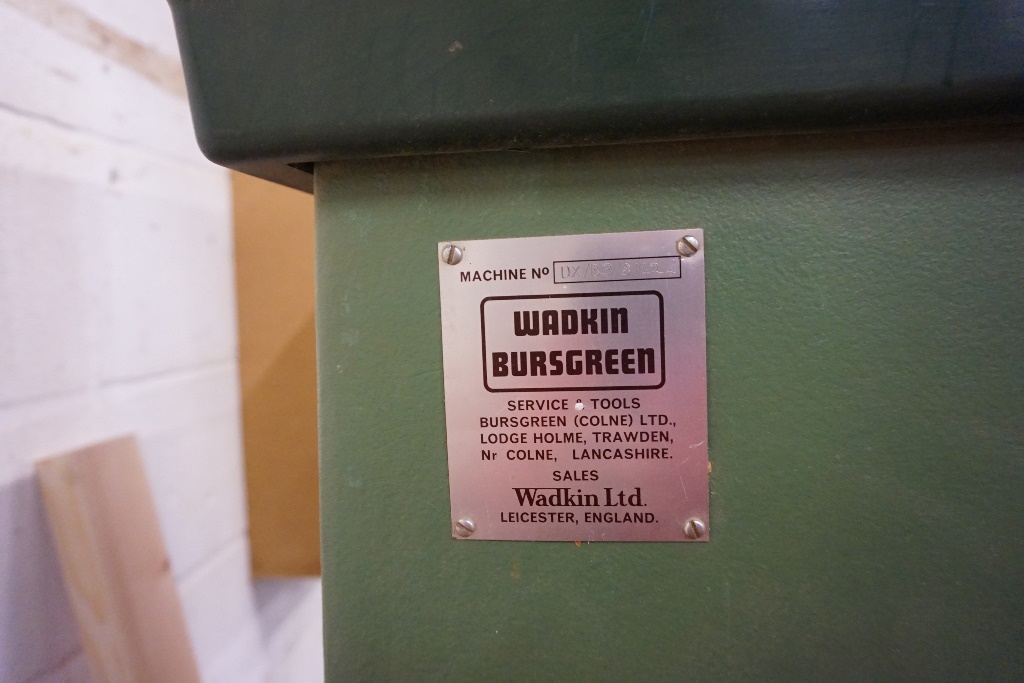 MACHINE Nº
WADKIN
BURSGREEN
SERVICE & TOOLS
BURSGREEN (COLNE) LTD.,
LODGE HOLME, TRAWDEN,
Nr COLNE, LANCASHIRE.
SALES
Wadkin Ltd.
LEICESTER, ENGLAND.